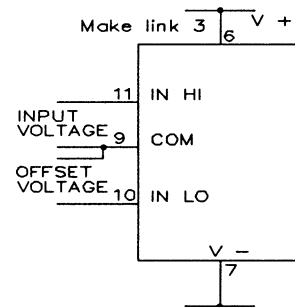 Make link 3
V +
6
11 IN HI
INPUT
VOLTAGE
9 COM
OFFSET
VOLTAGE
10 IN LO
V -
7